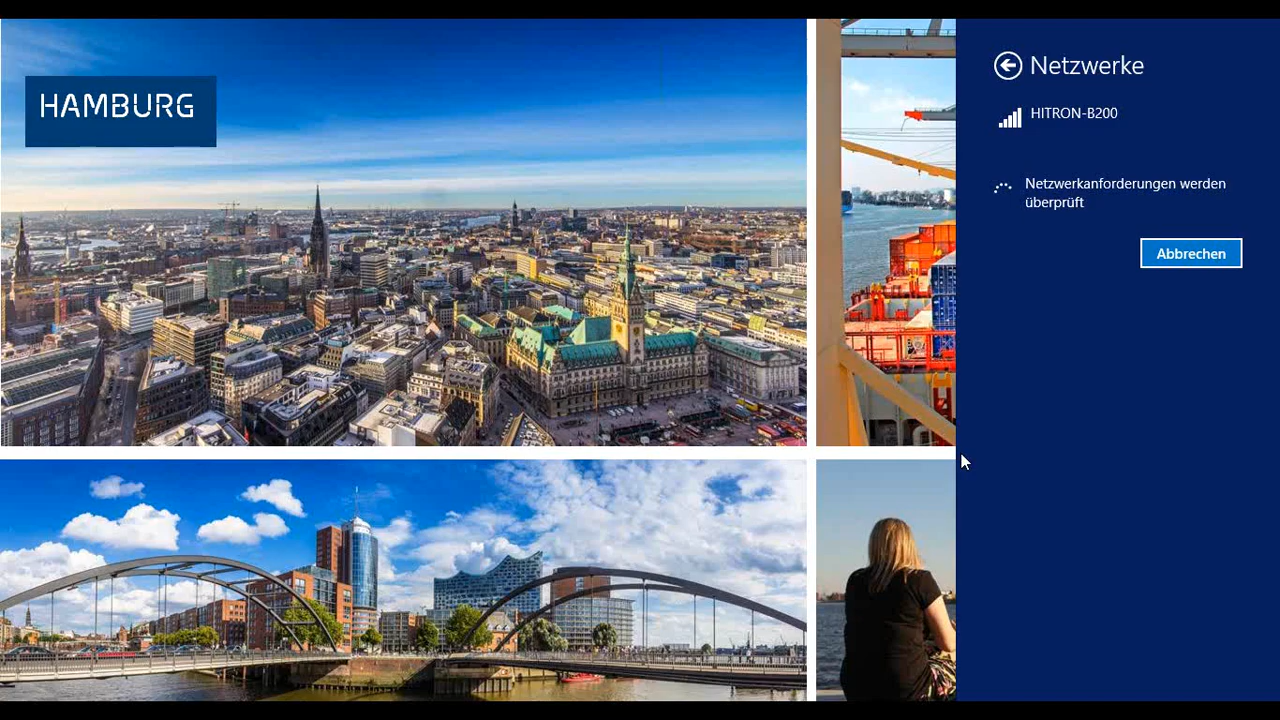 HAMBURG
Netzwerke
HITRON-B200
Netzwerkanforderungen werden
überprüft
Abbrechen